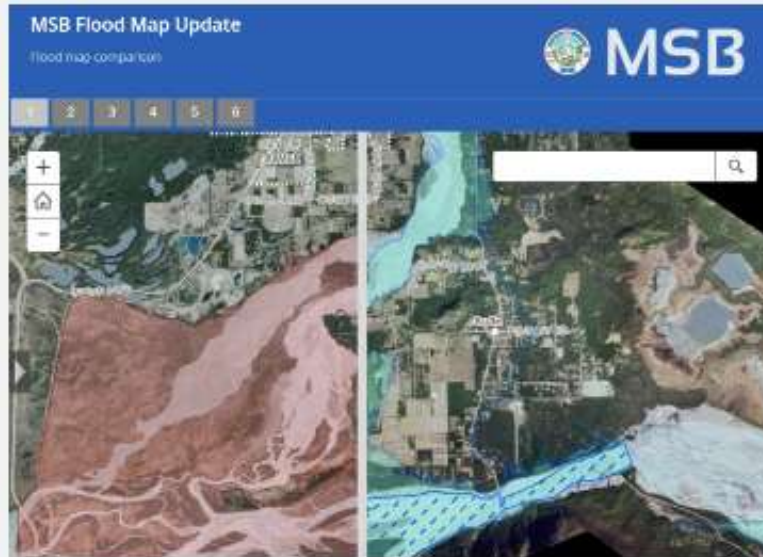 MSB Flood Map Update
Flood map comparison
MSB
1 2 3 4 5 6
+
−